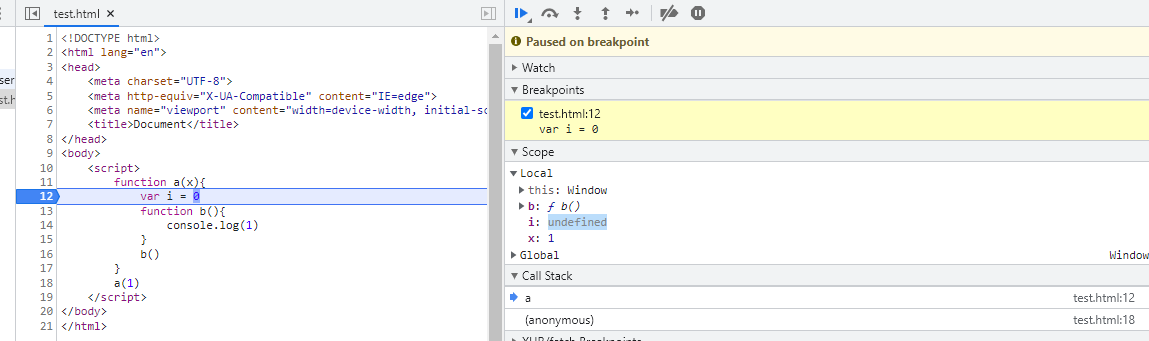 test.html ×
1 <!DOCTYPE html>
2 <html lang="en">
3 <head>
4 <meta charset="UTF-8">
5 <meta http-equiv="X-UA-Compatible" content="IE=edge">
6 <meta name="viewport" content="width=device-width, initial-sc
7 <title>Document</title>
8 </head>
9 <body>
10 <script>
11 function a(x){
12 var i = 0
13 function b(){
14 console.log(1)
15 }
16 b()
17 }
18 a(1)
19 </script>
20 </body>
21 </html>
ser
st.h
Paused on breakpoint
Watch
Breakpoints
test.html:12
var i = 0
Scope
Local
this: Window
b: ƒ b()
i: undefined
x: 1
Global Window
Call Stack
a test.html:12
(anonymous) test.html:18
XHR/fetch Breakpoints